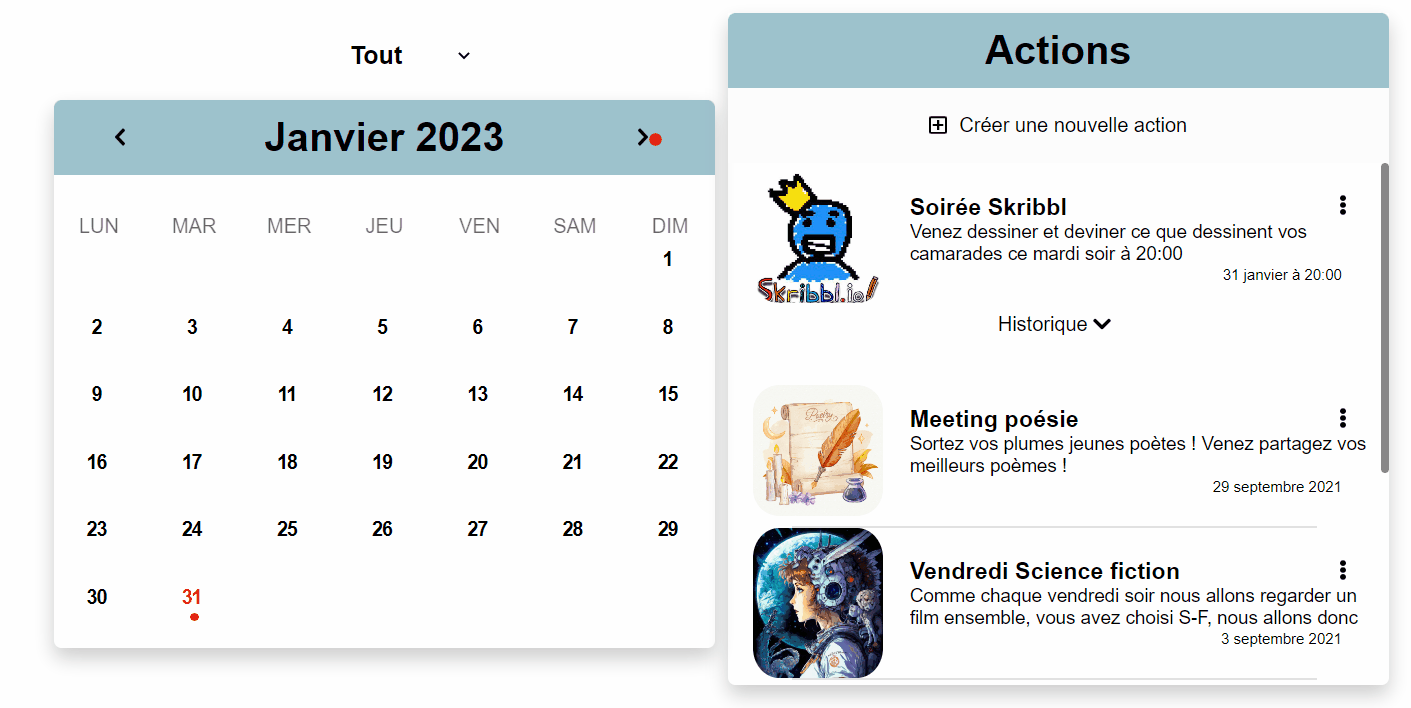 Tout
Janvier 2023
LUN MAR MER JEU VEN SAM DIM
1
2 3 4 5 6 7 8
9 10 11 12 13 14 15
16 17 18 19 20 21 22
23 24 25 26 27 28 29
30 31
Actions
Créer une nouvelle action
Skribbl.io!
Soirée Skribbl
Venez dessiner et deviner ce que dessinent vos
camarades ce mardi soir à 20:00
31 janvier à 20:00
Historique
Poetry
Meeting poésie
Sortez vos plumes jeunes poètes ! Venez partagez vos
meilleurs poèmes !
29 septembre 2021
Vendredi Science fiction
Comme chaque vendredi soir nous allons regarder un
film ensemble, vous avez choisi S-F, nous allons donc
3 septembre 2021